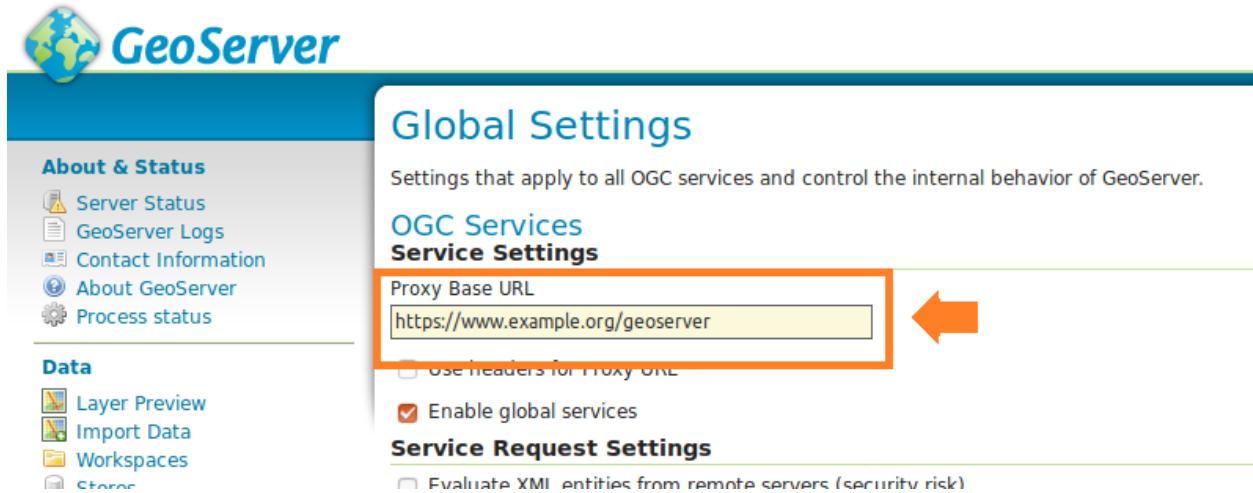 GeoServer
About & Status
Server Status
GeoServer Logs
Contact Information
About GeoServer
Process status
Data
Layer Preview
Import Data
Workspaces
Stores
Global Settings
Settings that apply to all OGC services and control the internal behavior of GeoServer.
OGC Services
Service Settings
Proxy Base URL
https://www.example.org/geoserver
Use headers for Proxy URL
Enable global services
Service Request Settings
Evaluate XML entities from remote servers (security risk)